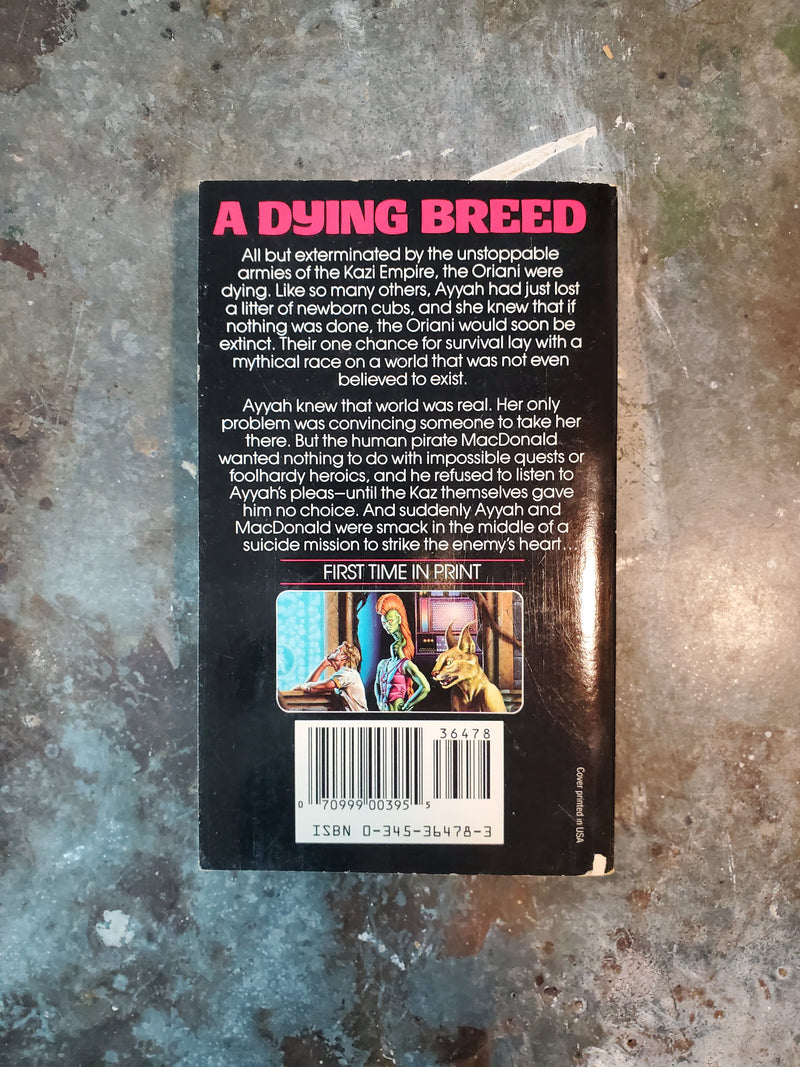 A DYING BREED
All but exterminated by the unstoppable
armies of the Kazi Empire, the Oriani were
dying. Like so many others, Ayyah had just lost
a litter of newborn cubs, and she knew that if
nothing was done, the Oriani would soon be
extinct. Their one chance for survival lay with a
mythical race on a world that was not even
believed to exist.
Ayyah knew that world was real. Her only
problem was convincing someone to take her
there. But the human pirate MacDonald
wanted nothing to do with impossible quests or
foolhardy heroics, and he refused to listen to
Ayyah's pleas—until the Kaz themselves gave
him no choice. And suddenly Ayyah and
MacDonald were smack in the middle of a
suicide mission to strike the enemy's heart...
FIRST TIME IN PRINT
36478
0 70999 00395 5
ISBN 0-345-36478-3
Cover printed in USA